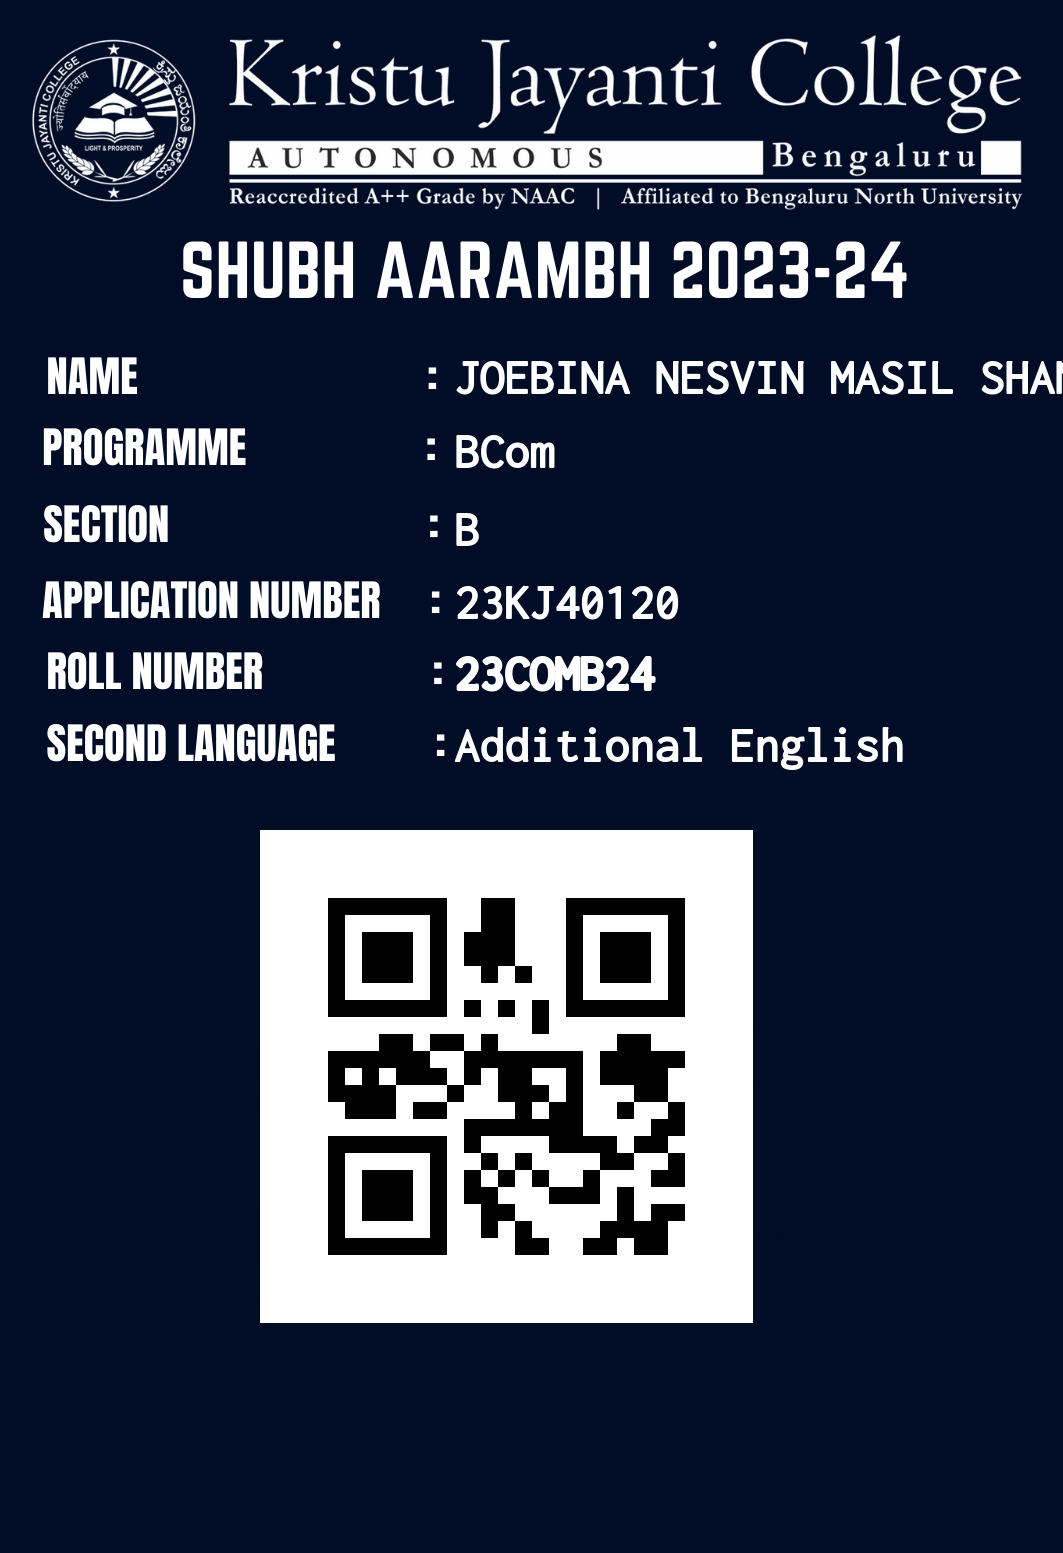 KRISTU JAYANTI COLLEGE
LIGHT & PROSPERITY
Kristu Jayanti College
AUTONOMOUS Bengaluru
Reaccredited A++ Grade by NAAC | Affiliated to Bengaluru North University
SHUBH AARAMBH 2023-24
NAME : JOEBINA NESVIN MASIL SHAN
PROGRAMME : BCom
SECTION : B
APPLICATION NUMBER : 23KJ40120
ROLL NUMBER : 23COMB24
SECOND LANGUAGE : Additional English